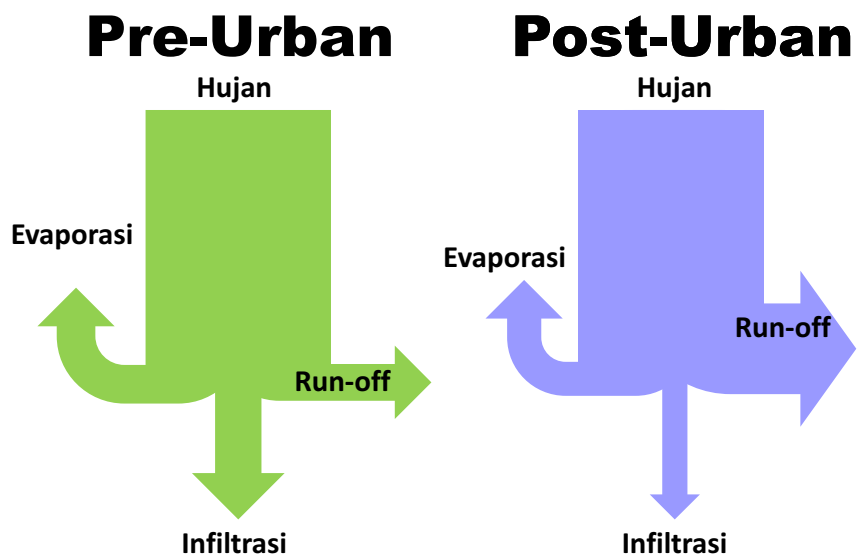 Pre-Urban
Hujan
Evaporasi
Run-off
Infiltrasi
Post-Urban
Hujan
Evaporasi
Run-off
Infiltrasi